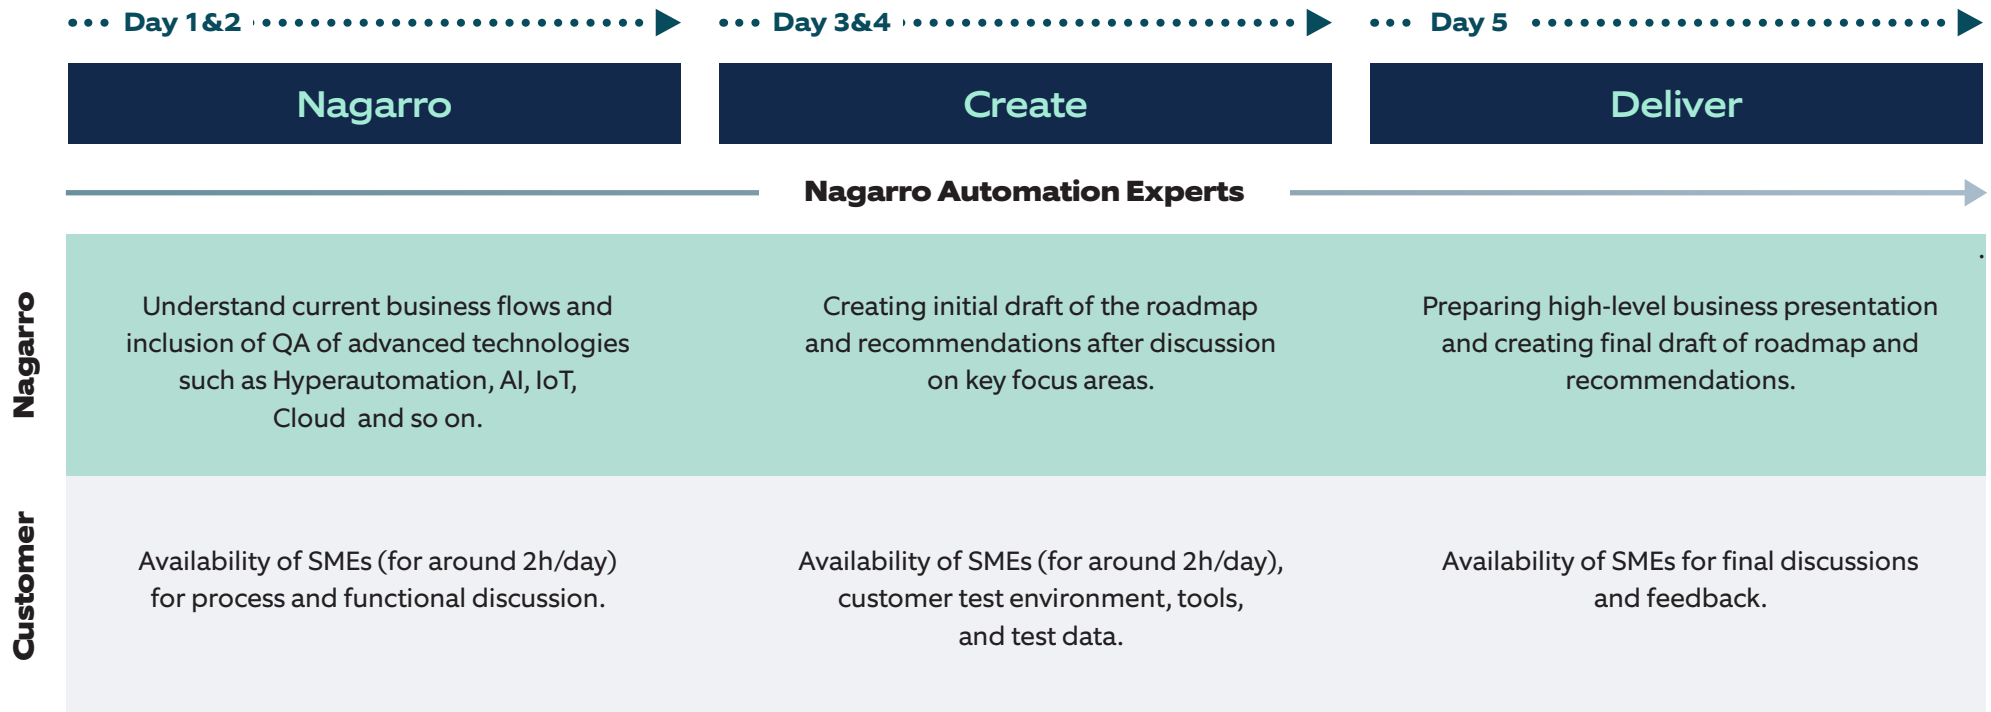 Day 1&2
Day 3&4
Day 5
Nagarro
Create
Deliver
Nagarro Automation Experts
Nagarro
Understand current business flows and
inclusion of QA of advanced technologies
such as Hyperautomation, AI, IoT,
Cloud  and so on.
Creating initial draft of the roadmap
and recommendations after discussion
on key focus areas.
Preparing high-level business presentation
and creating final draft of roadmap and
recommendations.
.
Customer
Availability of SMEs (for around 2h/day)
for process and functional discussion.
Availability of SMEs (for around 2h/day),
customer test environment, tools,
and test data.
Availability of SMEs for final discussions
and feedback.